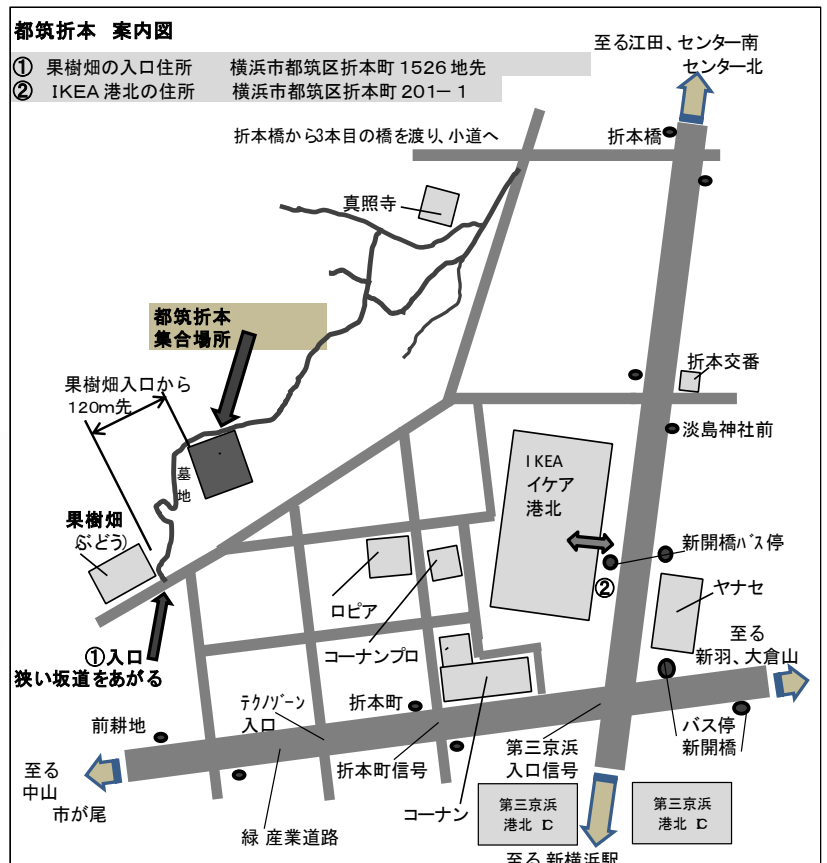 都筑折本 案内図
① 果樹畑の入口住所 横浜市都筑区折本町1526地先
② IKEA港北の住所 横浜市都筑区折本町201－1
至る江田、センター南
センター北
折本橋から3本目の橋を渡り、小道へ
折本橋
真照寺
都筑折本
集合場所
折本交番
果樹畑入口から
120m先
淡島神社前
IKEA
イケア
港北
墓地
果樹畑
ぶどう)
新開橋ﾊﾞｽ停
②
ヤナセ
ロピア
コーナンプロ
①入口
狭い坂道をあがる
至る
新羽、大倉山
ﾃｸﾉｿﾞｰﾝ
入口
折本町
前耕地
バス停
新開橋
折本町信号
第三京浜
入口信号
至る
中山
市が尾
コーナン
第三京浜
港北 IC
第三京浜
港北 IC
緑 産業道路
至る 新横浜駅